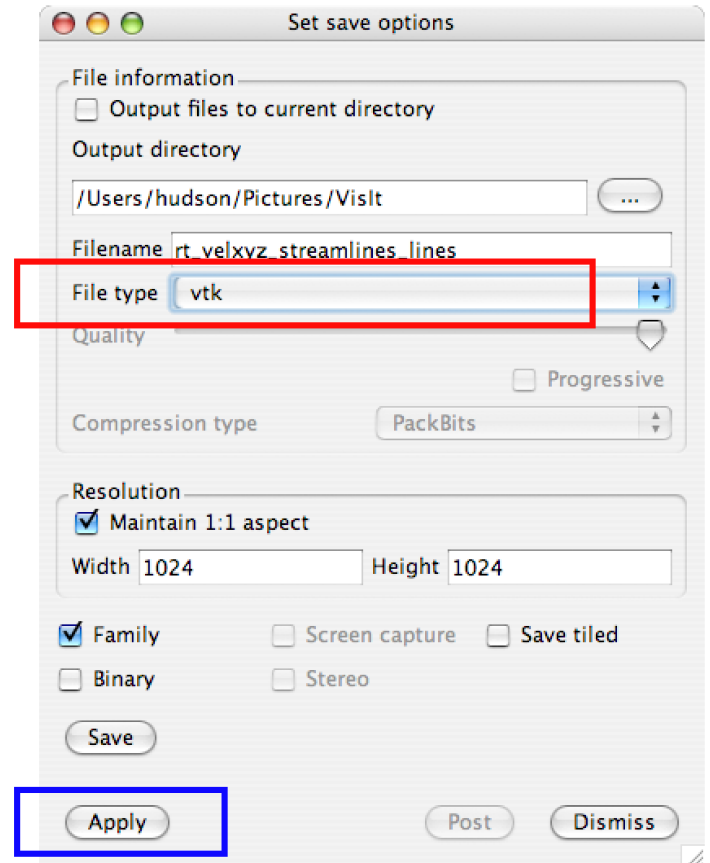 Set save options
File information
Output files to current directory
Output directory
/Users/hudson/Pictures/VisIt
...
Filename rt_velxyz_streamlines_lines
File type vtk
Quality
Progressive
Compression type PackBits
Resolution
Maintain 1:1 aspect
Width 1024 Height 1024
Family Screen capture Save tiled
Binary Stereo
Save
Apply Post Dismiss